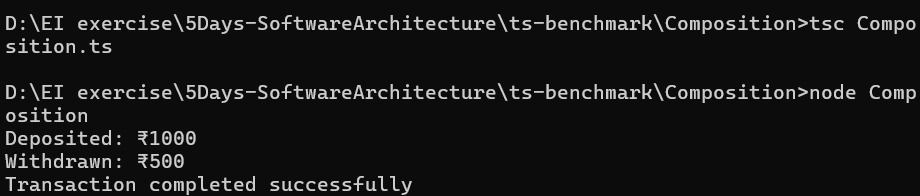 D:\EI exercise\5Days-SoftwareArchitecture\ts-benchmark\Composition>tsc Compo
sition.ts
D:\EI exercise\5Days-SoftwareArchitecture\ts-benchmark\Composition>node Comp
osition
Deposited: ₹1000
Withdrawn: ₹500
Transaction completed successfully